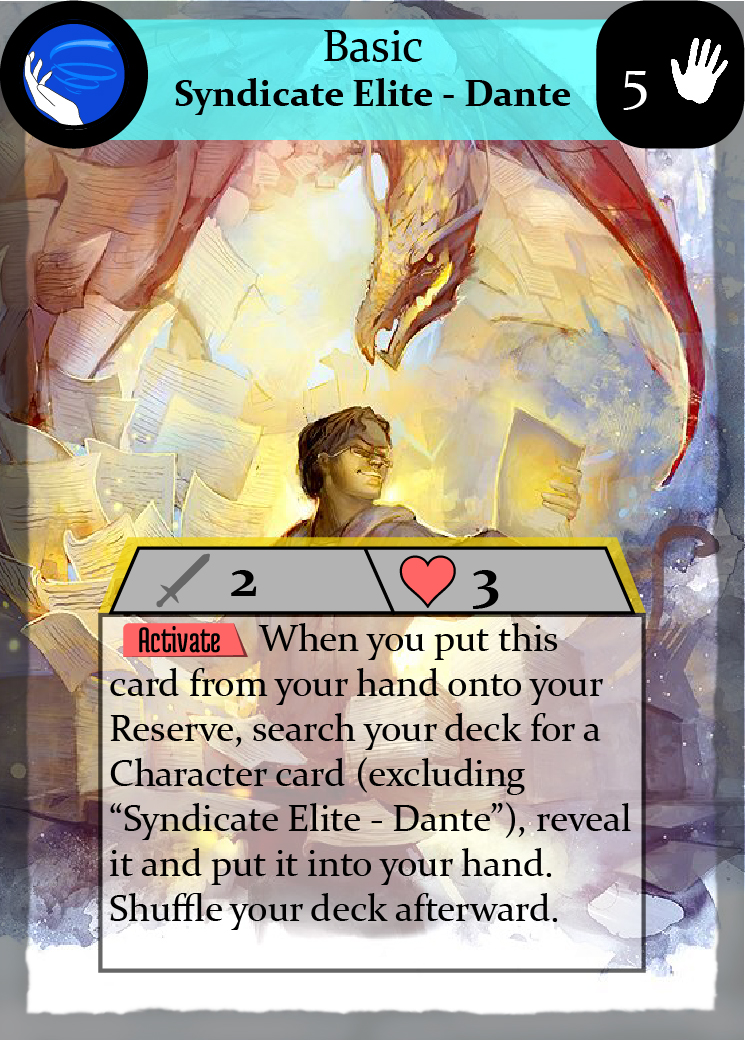 Basic
Syndicate Elite - Dante
5
2
3
Activate When you put this
card from your hand onto your
Reserve, search your deck for a
Character card (excluding
“Syndicate Elite - Dante”), reveal
it and put it into your hand.
Shuffle your deck afterward.